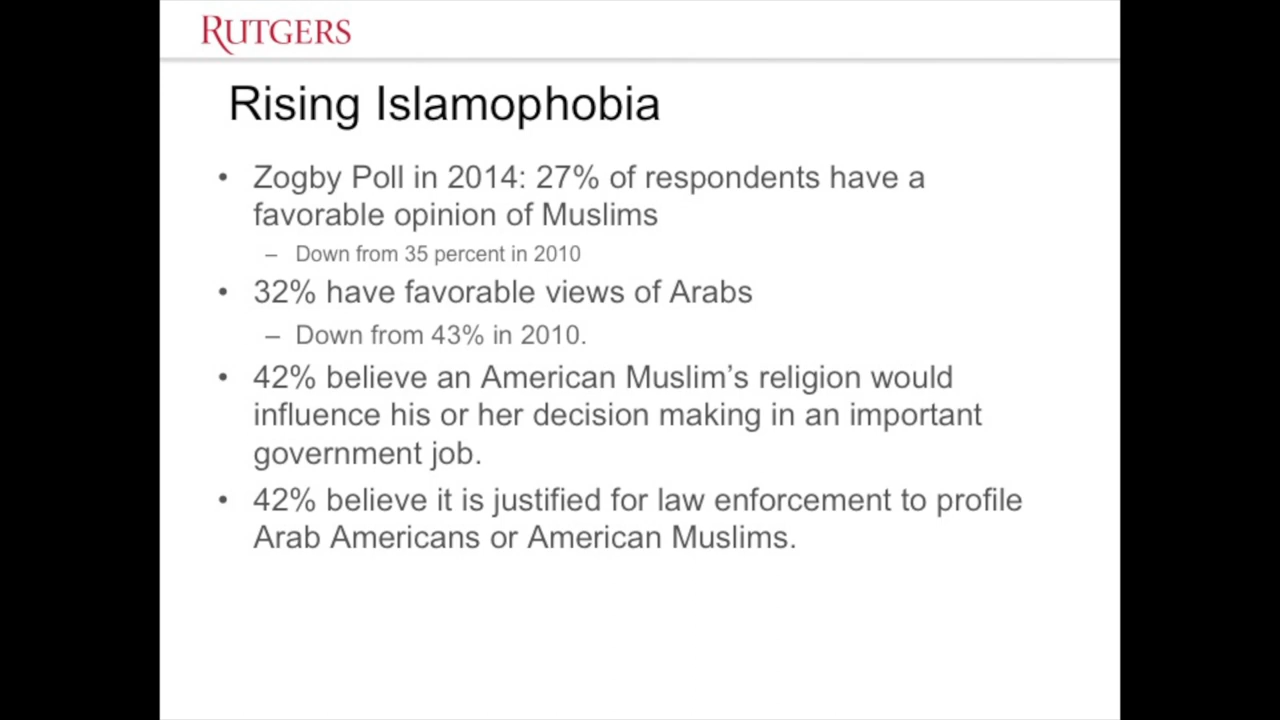 RUTGERS
Rising Islamophobia
• Zogby Poll in 2014: 27% of respondents have a
favorable opinion of Muslims
– Down from 35 percent in 2010
• 32% have favorable views of Arabs
– Down from 43% in 2010.
• 42% believe an American Muslim’s religion would
influence his or her decision making in an important
government job.
• 42% believe it is justified for law enforcement to profile
Arab Americans or American Muslims.